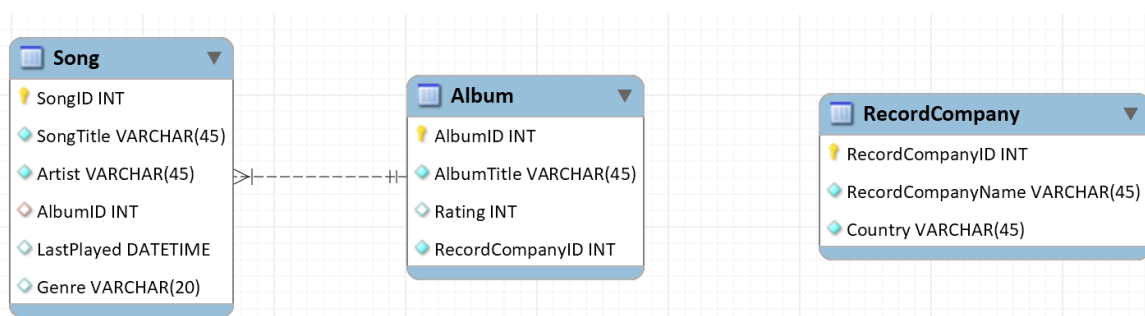 Song
SongID INT
SongTitle VARCHAR(45)
Artist VARCHAR(45)
AlbumID INT
LastPlayed DATETIME
Genre VARCHAR(20)
Album
AlbumID INT
AlbumTitle VARCHAR(45)
Rating INT
RecordCompanyID INT
RecordCompany
RecordCompanyID INT
RecordCompanyName VARCHAR(45)
Country VARCHAR(45)